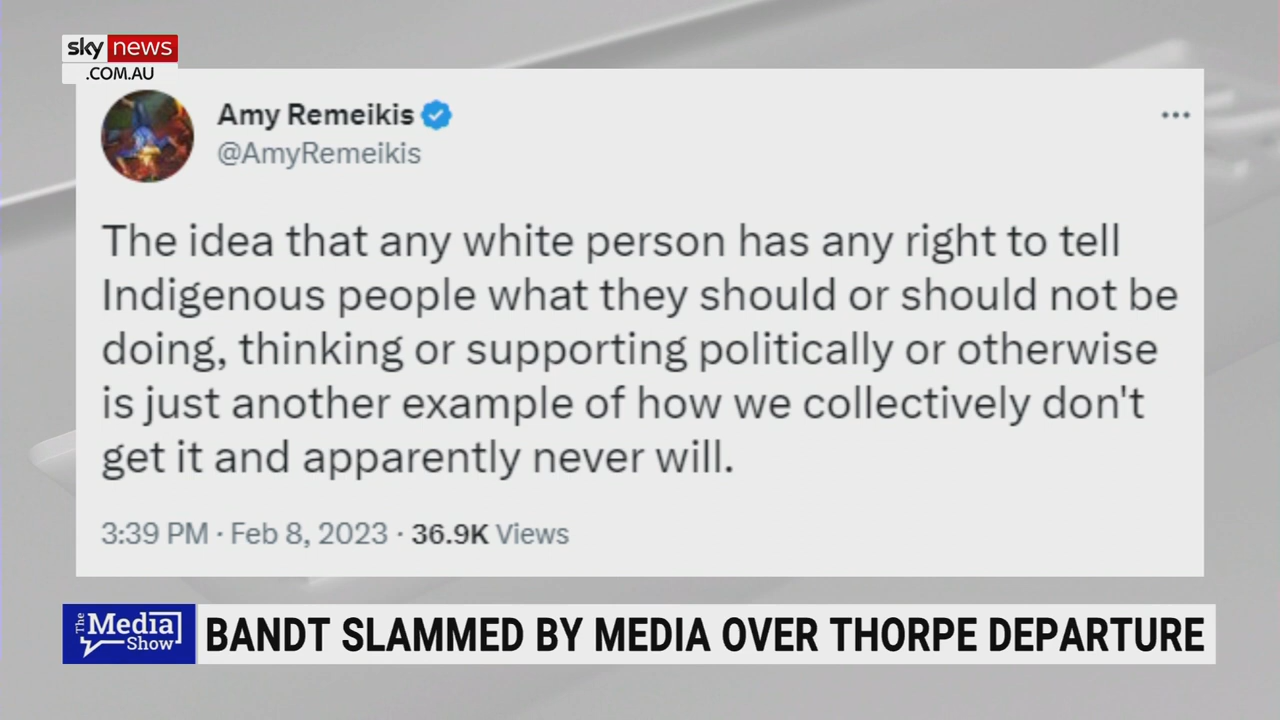 sky news
.COM.AU
Amy Remeikis
@AmyRemeikis
The idea that any white person has any right to tell
Indigenous people what they should or should not be
doing, thinking or supporting politically or otherwise
is just another example of how we collectively don't
get it and apparently never will.
3:39 PM · Feb 8, 2023 · 36.9K Views
The Media Show
BANDT SLAMMED BY MEDIA OVER THORPE DEPARTURE